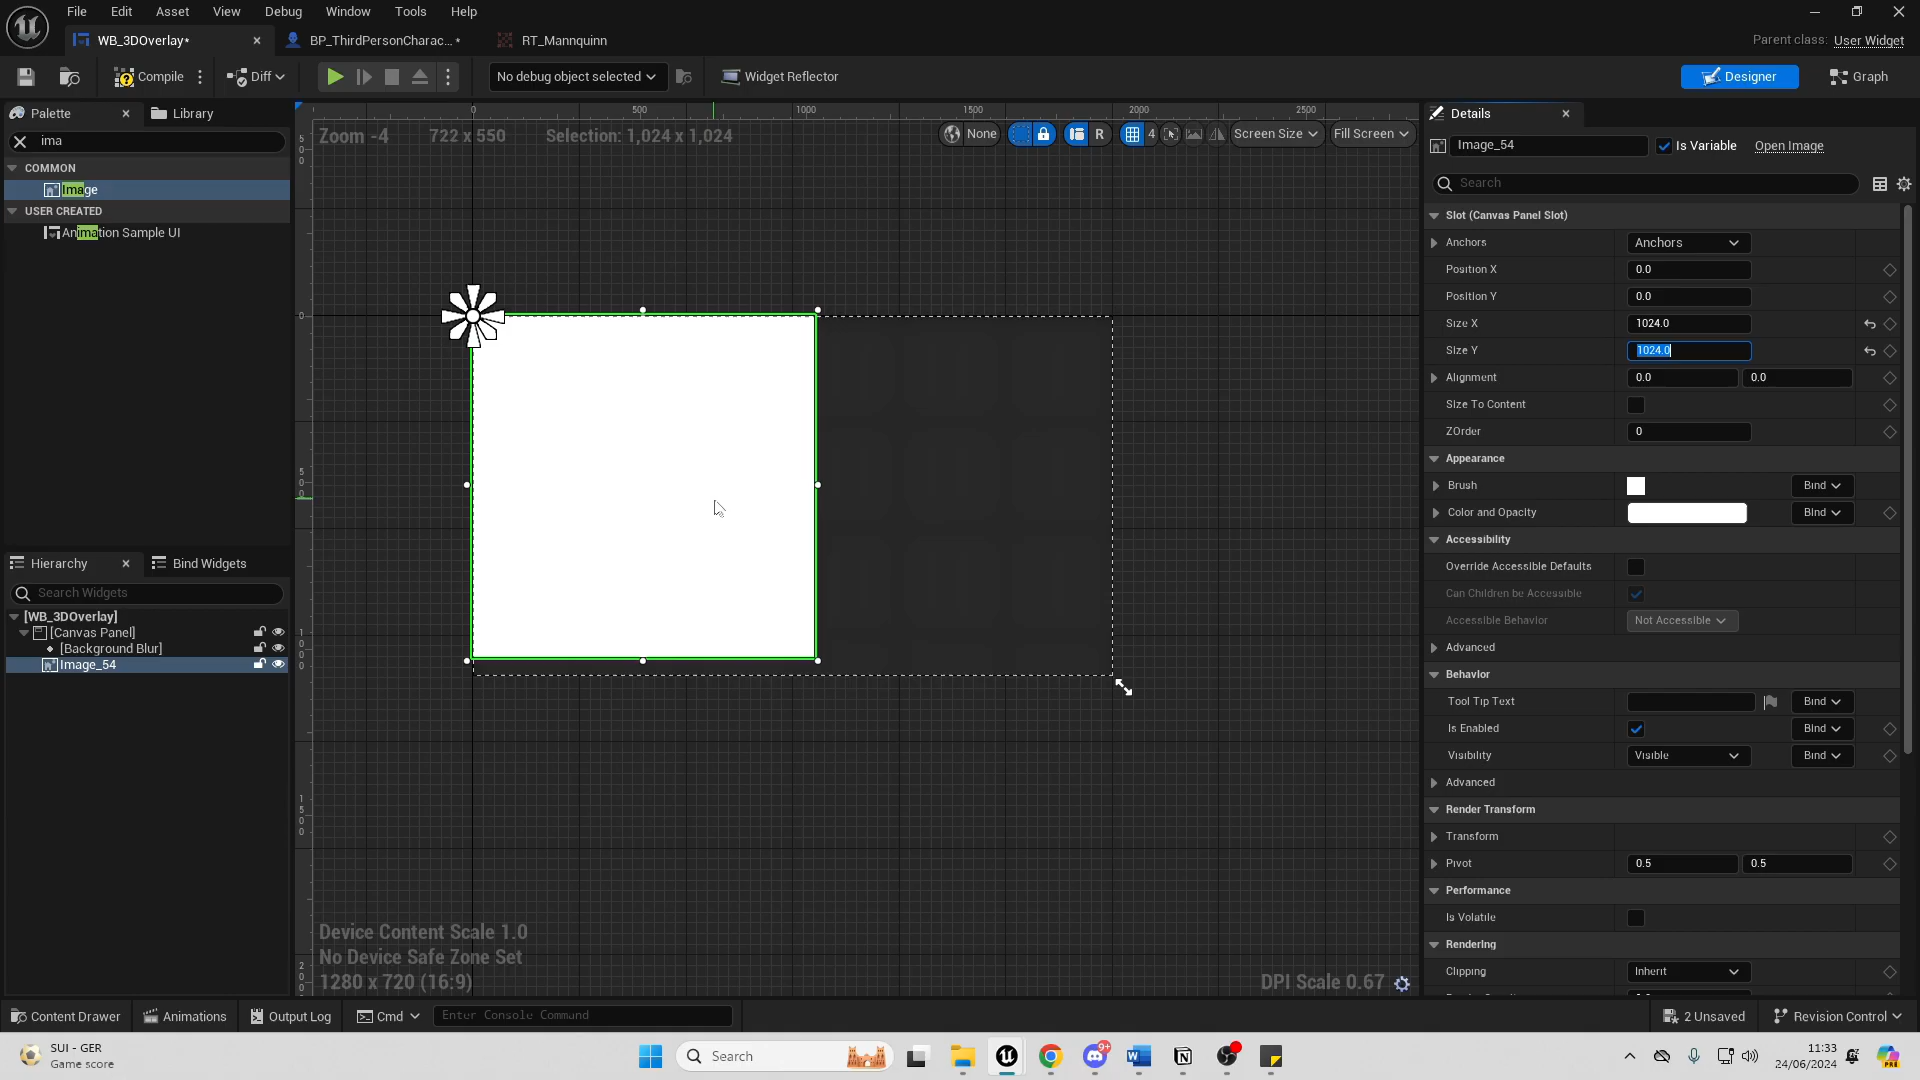 File Edit Asset View Debug Window Tools Help
WB_3DOverlay* BP_ThirdPersonCharac...* RT_Mannquinn
Parent class: User Widget
Compile Diff No debug object selected Widget Reflector Designer Graph
Palette Library
ima
COMMON
Image
USER CREATED
Animation Sample UI
Hierarchy Bind Widgets
Search Widgets
[WB_3DOverlay]
[Canvas Panel]
[Background Blur]
Image_54
0 500 1000 1500 2000 2500
Zoom -4 722 x 550 Selection: 1,024 x 1,024
None R 4 Screen Size Fill Screen
Device Content Scale 1.0
No Device Safe Zone Set
1280 x 720 (16:9)
DPI Scale 0.67
Details
Image_54 Is Variable Open Image
Search
Slot (Canvas Panel Slot)
Anchors Anchors
Position X 0.0
Position Y 0.0
Size X 1024.0
Size Y 1024.0
Alignment 0.0 0.0
Size To Content
ZOrder 0
Appearance
Brush Bind
Color and Opacity Bind
Accessibility
Override Accessible Defaults
Can Children be Accessible
Accessible Behavior Not Accessible
Advanced
Behavior
Tool Tip Text Bind
Is Enabled Bind
Visibility Visible Bind
Advanced
Render Transform
Transform
Pivot 0.5 0.5
Performance
Is Volatile
Rendering
Clipping Inherit
Content Drawer Animations Output Log Cmd Enter Console Command 2 Unsaved Revision Control
SUI - GER
Game score
Search
9+
11:33
24/06/2024
PRE